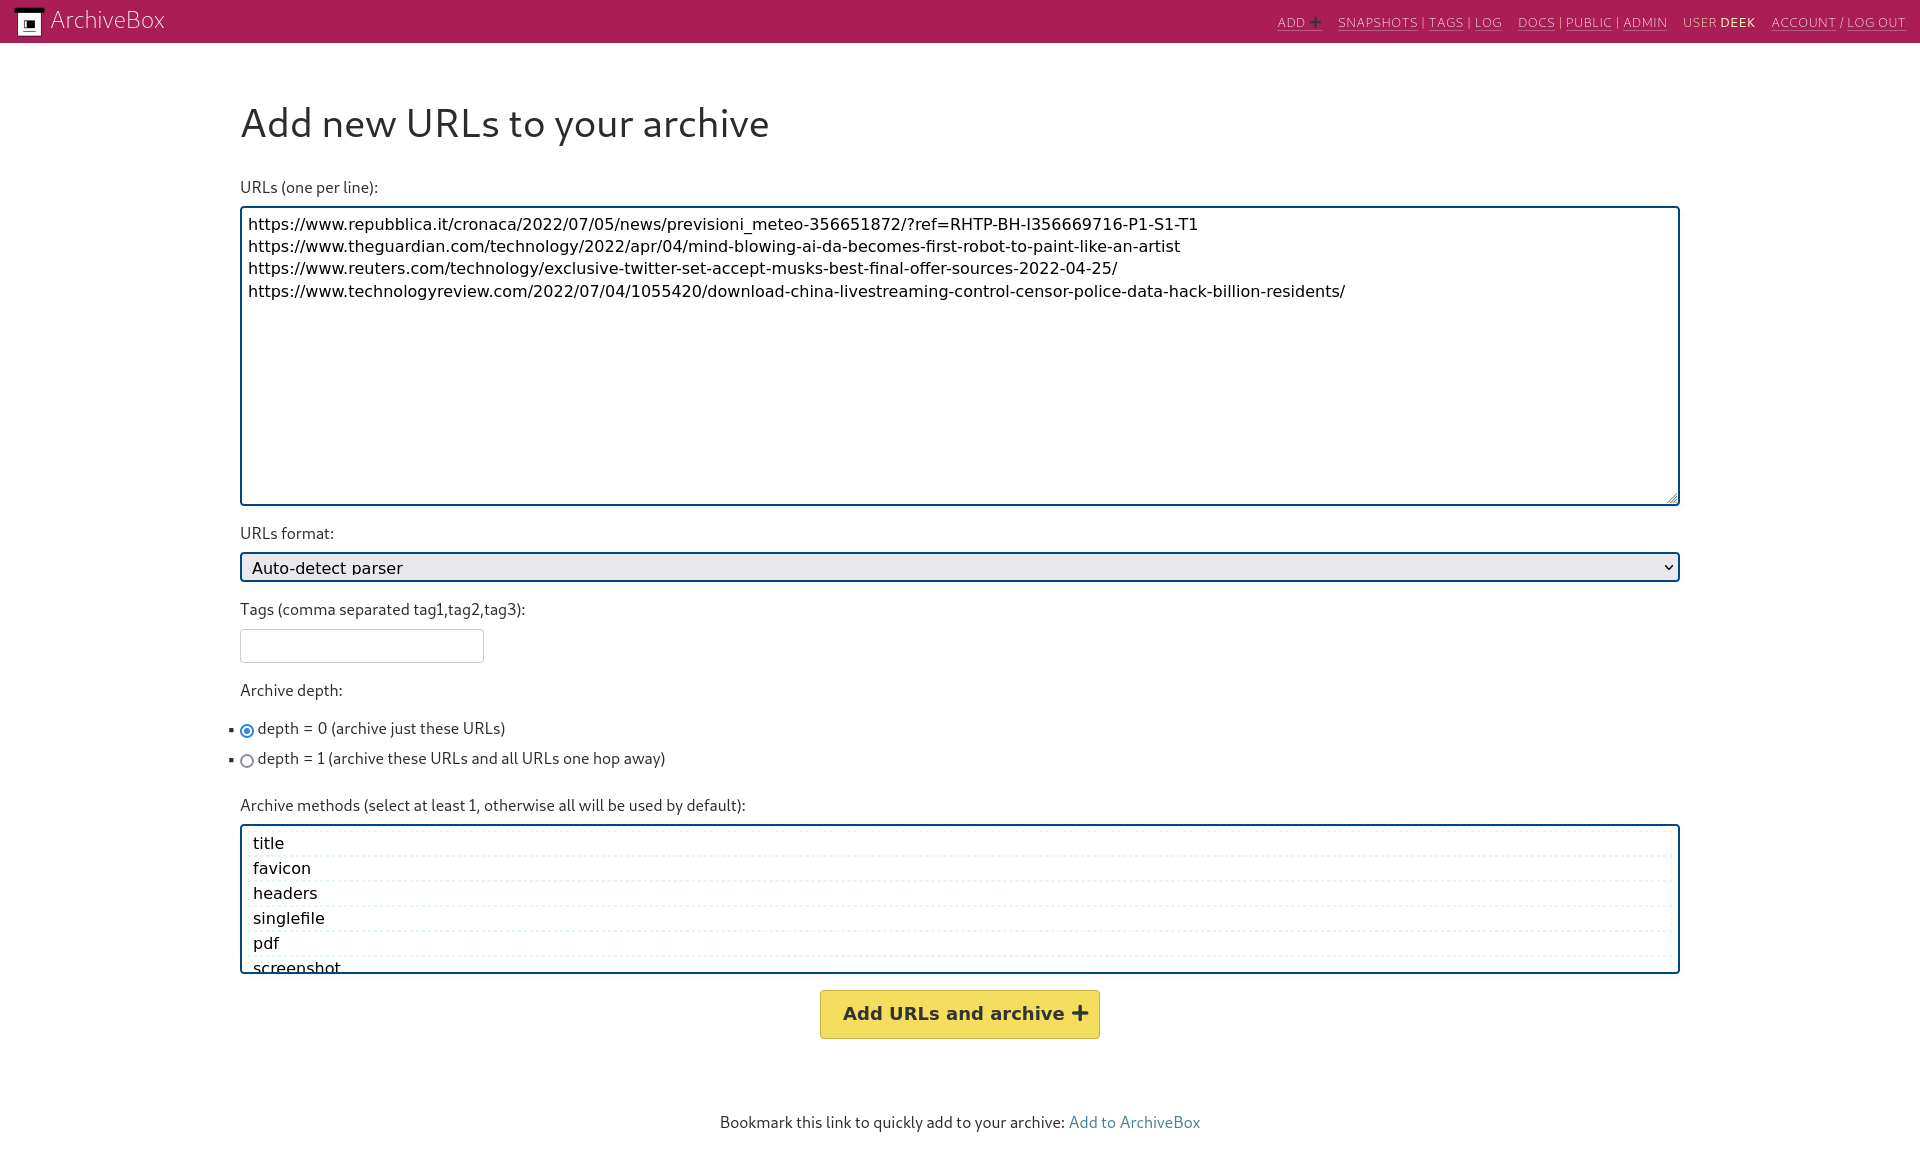 ArchiveBox
ADD + SNAPSHOTS | TAGS | LOG DOCS | PUBLIC | ADMIN USER DEEK ACCOUNT / LOG OUT
Add new URLs to your archive
URLs (one per line):
https://www.repubblica.it/cronaca/2022/07/05/news/previsioni_meteo-356651872/?ref=RHTP-BH-I356669716-P1-S1-T1
https://www.theguardian.com/technology/2022/apr/04/mind-blowing-ai-da-becomes-first-robot-to-paint-like-an-artist
https://www.reuters.com/technology/exclusive-twitter-set-accept-musks-best-final-offer-sources-2022-04-25/
https://www.technologyreview.com/2022/07/04/1055420/download-china-livestreaming-control-censor-police-data-hack-billion-residents/
URLs format:
Auto-detect parser
Tags (comma separated tag1,tag2,tag3):
Archive depth:
depth = 0 (archive just these URLs)
depth = 1 (archive these URLs and all URLs one hop away)
Archive methods (select at least 1, otherwise all will be used by default):
title
favicon
headers
singlefile
pdf
screenshot
Add URLs and archive +
Bookmark this link to quickly add to your archive: Add to ArchiveBox